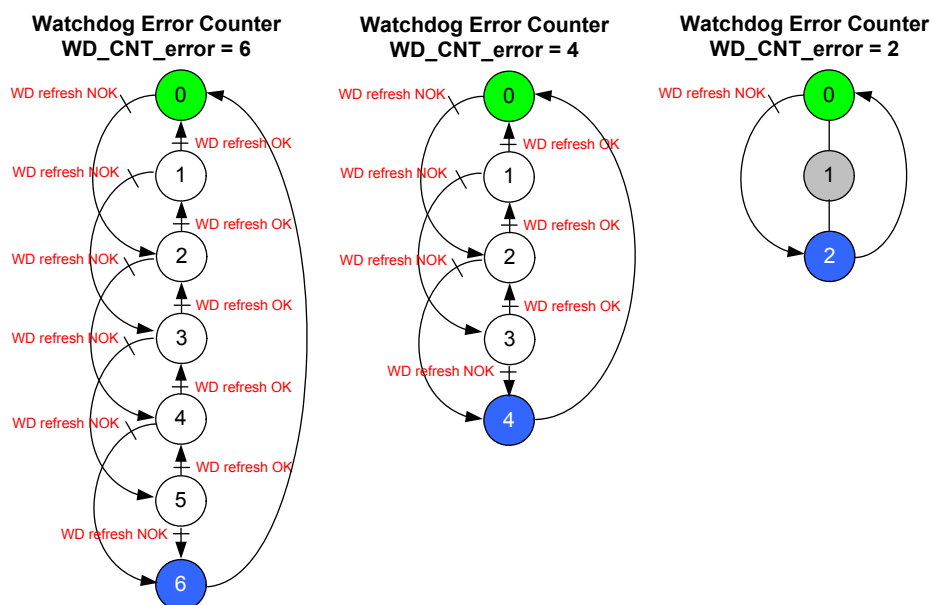 Watchdog Error Counter
WD_CNT_error = 6
WD refresh NOK
0
WD refresh OK
WD refresh NOK
1
WD refresh OK
WD refresh NOK
2
WD refresh OK
WD refresh NOK
3
WD refresh OK
WD refresh NOK
4
WD refresh OK
5
WD refresh NOK
6
Watchdog Error Counter
WD_CNT_error = 4
WD refresh NOK
0
WD refresh OK
WD refresh NOK
1
WD refresh OK
WD refresh NOK
2
WD refresh OK
3
WD refresh NOK
4
Watchdog Error Counter
WD_CNT_error = 2
WD refresh NOK
0
1
2